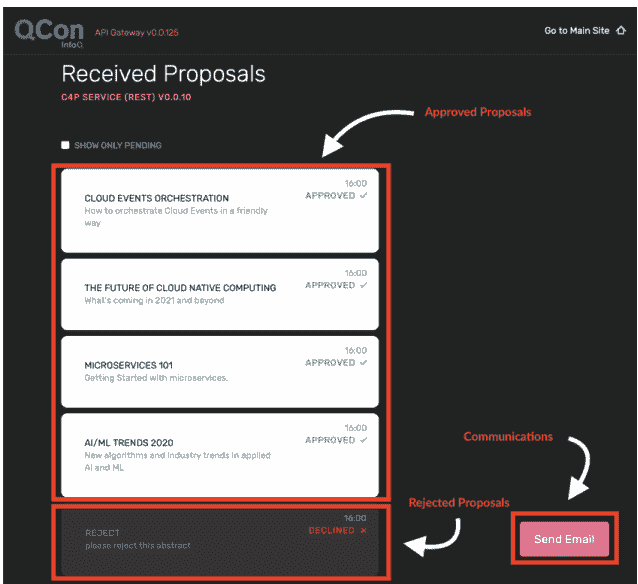 QCon
InfoQ
API Gateway v0.0.125
Go to Main Site
Received Proposals
C4P SERVICE (REST) V0.0.10
Approved Proposals
SHOW ONLY PENDING
16:00
CLOUD EVENTS ORCHESTRATION
APPROVED ✓
How to orchestrate Cloud Events in a friendly
way
16:00
THE FUTURE OF CLOUD NATIVE COMPUTING
APPROVED ✓
What's coming in 2021 and beyond
16:00
MICROSERVICES 101
APPROVED ✓
Getting Started with microservices.
16:00
AI/ML TRENDS 2020
APPROVED ✓
New algorithms and industry trends in applied
AI and ML
Communications
Rejected Proposals
16:00
REJECT
DECLINED ×
please reject this abstract
Send Email